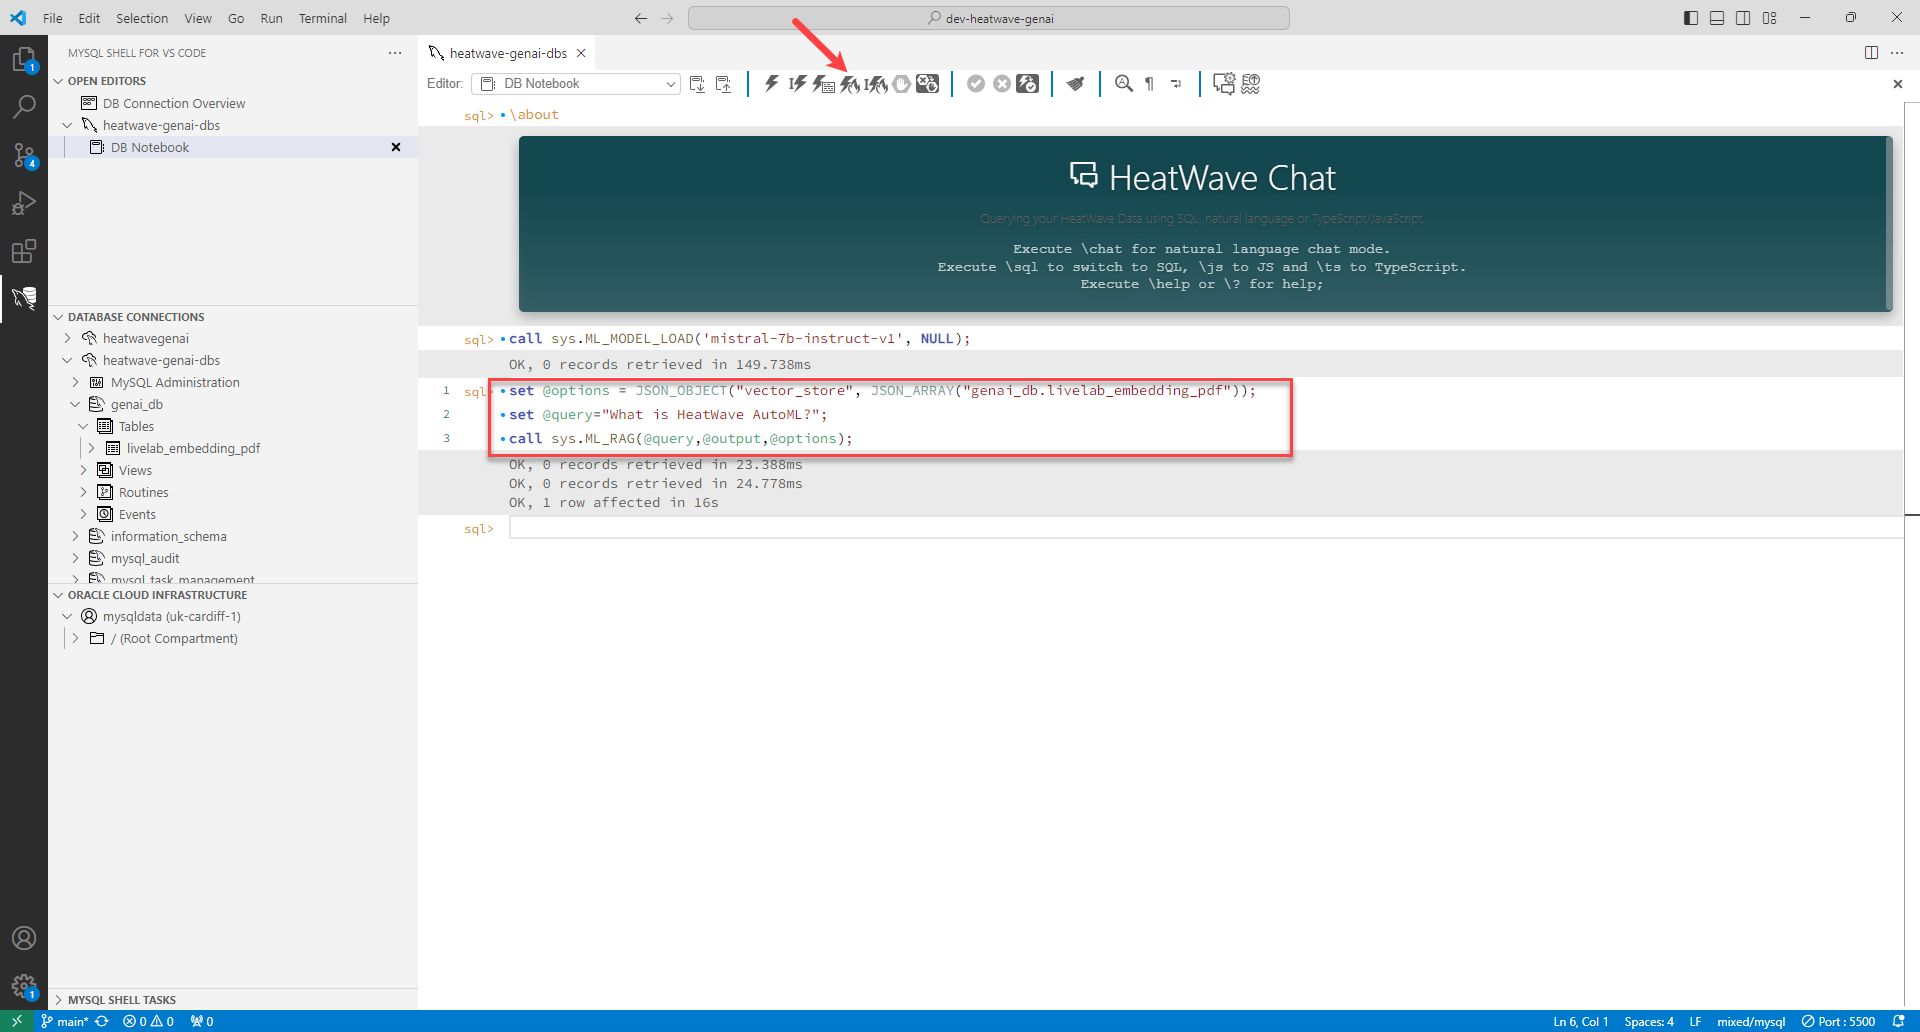 File Edit Selection View Go Run Terminal Help
dev-heatwave-genai
MYSQL SHELL FOR VS CODE
OPEN EDITORS
DB Connection Overview
heatwave-genai-dbs
DB Notebook
DATABASE CONNECTIONS
heatwavegenai
heatwave-genai-dbs
MySQL Administration
genai_db
Tables
livelab_embedding_pdf
Views
Routines
Events
information_schema
mysql_audit
mysql_task_management
ORACLE CLOUD INFRASTRUCTURE
mysqldata (uk-cardiff-1)
/ (Root Compartment)
MYSQL SHELL TASKS
1
4
1
heatwave-genai-dbs
Editor: DB Notebook
sql> \about
HeatWave Chat
Querying your HeatWave Data using SQL, natural language or TypeScript/JavaScript.
Execute \chat for natural language chat mode.
Execute \sql to switch to SQL, \js to JS and \ts to TypeScript.
Execute \help or \? for help;
sql> call sys.ML_MODEL_LOAD('mistral-7b-instruct-v1', NULL);
OK, 0 records retrieved in 149.738ms
1 sql> set @options = JSON_OBJECT("vector_store", JSON_ARRAY("genai_db.livelab_embedding_pdf"));
2 set @query="What is HeatWave AutoML?";
3 call sys.ML_RAG(@query,@output,@options);
OK, 0 records retrieved in 23.388ms
OK, 0 records retrieved in 24.778ms
OK, 1 row affected in 16s
sql>
main* 0 0 0
Ln 6, Col 1 Spaces: 4 LF mixed/mysql Port : 5500